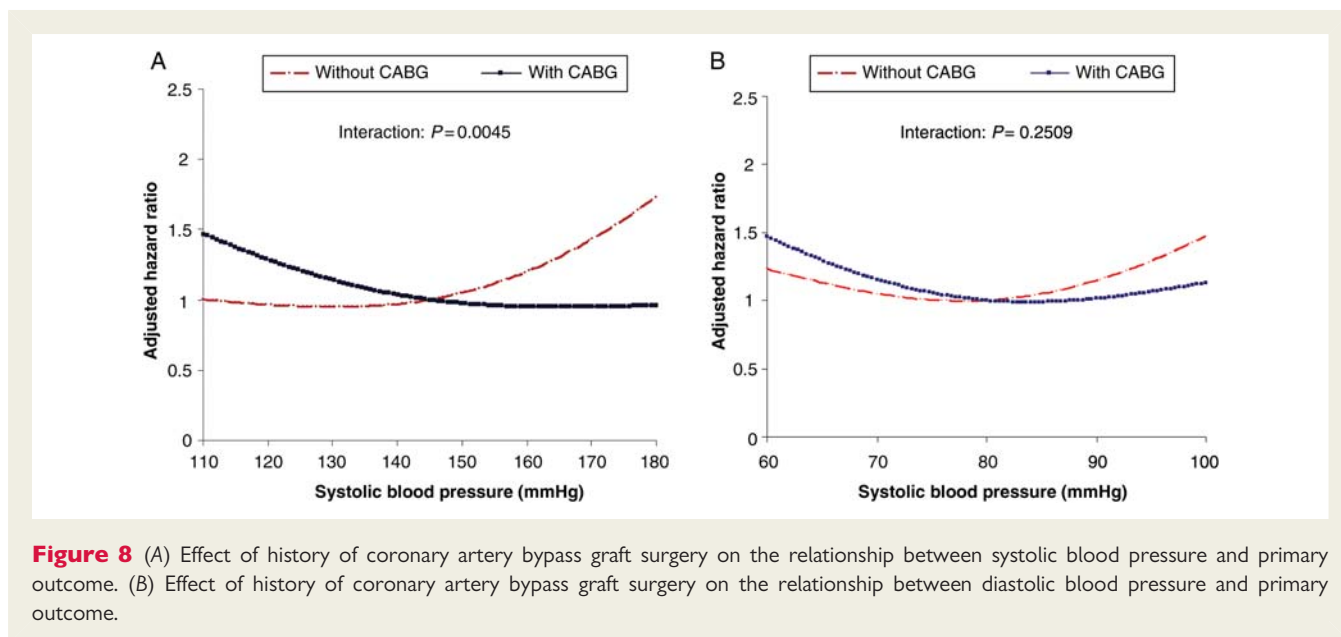 A
Without CABG
With CABG
Interaction: P=0.0045
Adjusted hazard ratio
2.5
2
1.5
1
0.5
0
110 120 130 140 150 160 170 180
Systolic blood pressure (mmHg)
B
Without CABG
With CABG
Interaction: P= 0.2509
Adjusted hazard ratio
2.5
2
1.5
1
0.5
0
60 70 80 90 100
Systolic blood pressure (mmHg)
Figure 8 (A) Effect of history of coronary artery bypass graft surgery on the relationship between systolic blood pressure and primary
outcome. (B) Effect of history of coronary artery bypass graft surgery on the relationship between diastolic blood pressure and primary
outcome.